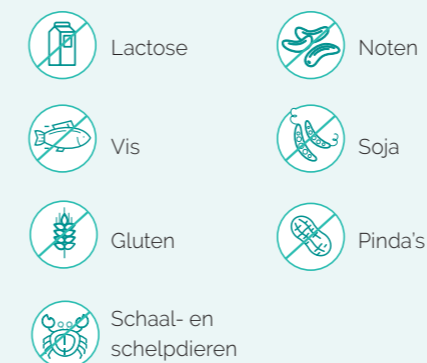 Lactose
Noten
Vis
Soja
Gluten
Pinda's
Schaal- en
schelpdieren